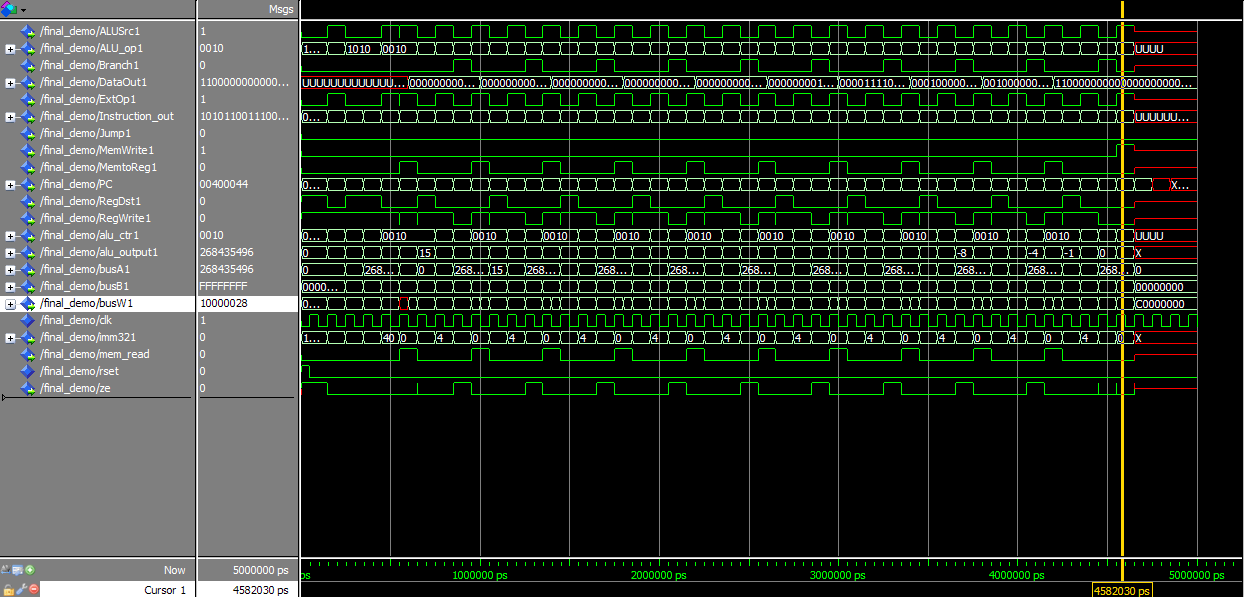 Msgs
/final_demo/ALUSrc1 1
/final_demo/ALU_op1 0010 1... 1010 0010 UUUU
/final_demo/Branch1 0
/final_demo/DataOut1 1100000000000... UUUUUUUUUUUUU... 000000000... 000000000... 000000000... 000000000... 000000000... 000000001... 000011110... 000100000... 001000000... 11000000000000000000000...
/final_demo/ExtOp1 1
/final_demo/Instruction_out 1010110011100... 0... UUUUUU...
/final_demo/Jump1 0
/final_demo/MemWrite1 1
/final_demo/MemtoReg1 0
/final_demo/PC 00400044 0... X...
/final_demo/RegDst1 0
/final_demo/RegWrite1 0
/final_demo/alu_ctr1 0010 0... 0010 0010 0010 0010 0010 0010 0010 0010 0010 0010 UUUU
/final_demo/alu_output1 268435496 0 15 -8 -4 -1 0 X
/final_demo/busA1 268435496 0 268... 0 268... 15 268... 268... 268... 268... 268... 268... 268... 268... 268... 0
/final_demo/busB1 FFFFFFFF 0000... 00000000
/final_demo/busW1 10000028 0... C0000000
/final_demo/clk 1
/final_demo/imm321 0 1... 40 0 4 0 4 0 4 0 4 0 4 0 4 0 4 0 4 0 4 0 X
/final_demo/mem_read 0
/final_demo/rset 0
/final_demo/ze 0
Now 5000000 ps ps 1000000 ps 2000000 ps 3000000 ps 4000000 ps 5000000 ps
Cursor 1 4582030 ps 4582030 ps